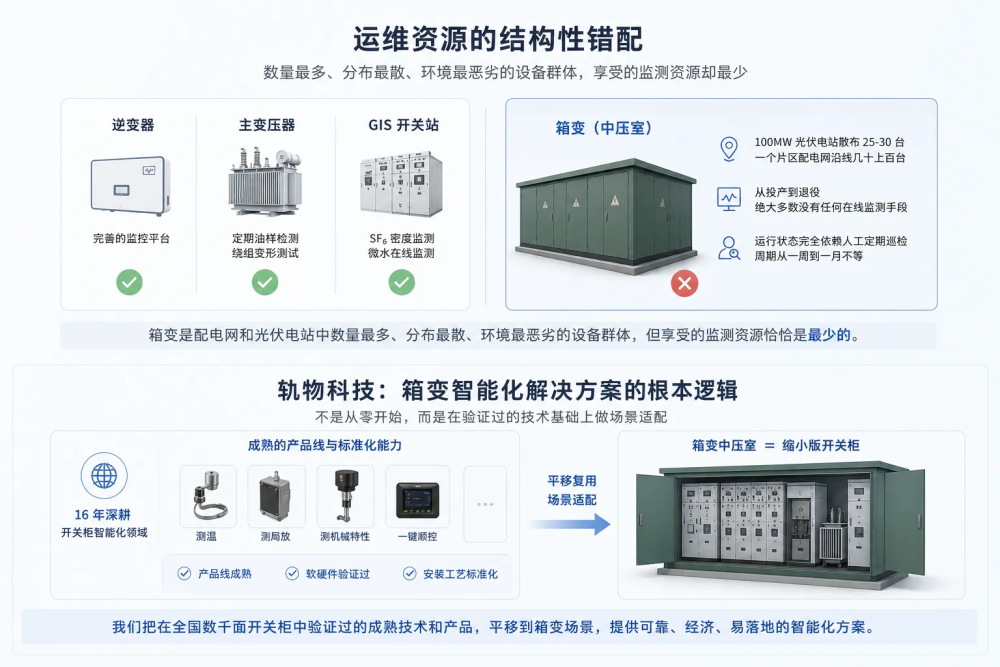 运维资源的结构性错配
数量最多、分布最散、环境最恶劣的设备群体，享受的监测资源却最少
逆变器
完善的监控平台
主变压器
定期油样检测
绕组变形测试
GIS 开关站
SF₆ 密度监测
微水在线监测
箱变（中压室）
100MW 光伏电站散布 25-30 台
一个片区配电网沿线几十上百台
从投产到退役
绝大多数没有任何在线监测手段
运行状态完全依赖人工定期巡检
周期从一周到一月不等
箱变是配电网和光伏电站中数量最多、分布最散、环境最恶劣的设备群体，但享受的监测资源恰恰是最少的。
轨物科技：箱变智能化解决方案的根本逻辑
不是从零开始，而是在验证过的技术基础上做场景适配
16 年深耕
开关柜智能化领域
成熟的产品线与标准化能力
测温
测局放
测机械特性
一键顺控
...
产品线成熟
软硬件验证过
安装工艺标准化
平移复用
场景适配
箱变中压室 ＝ 缩小版开关柜
我们把在全国数千面开关柜中验证过的成熟技术和产品，平移到箱变场景，提供可靠、经济、易落地的智能化方案。